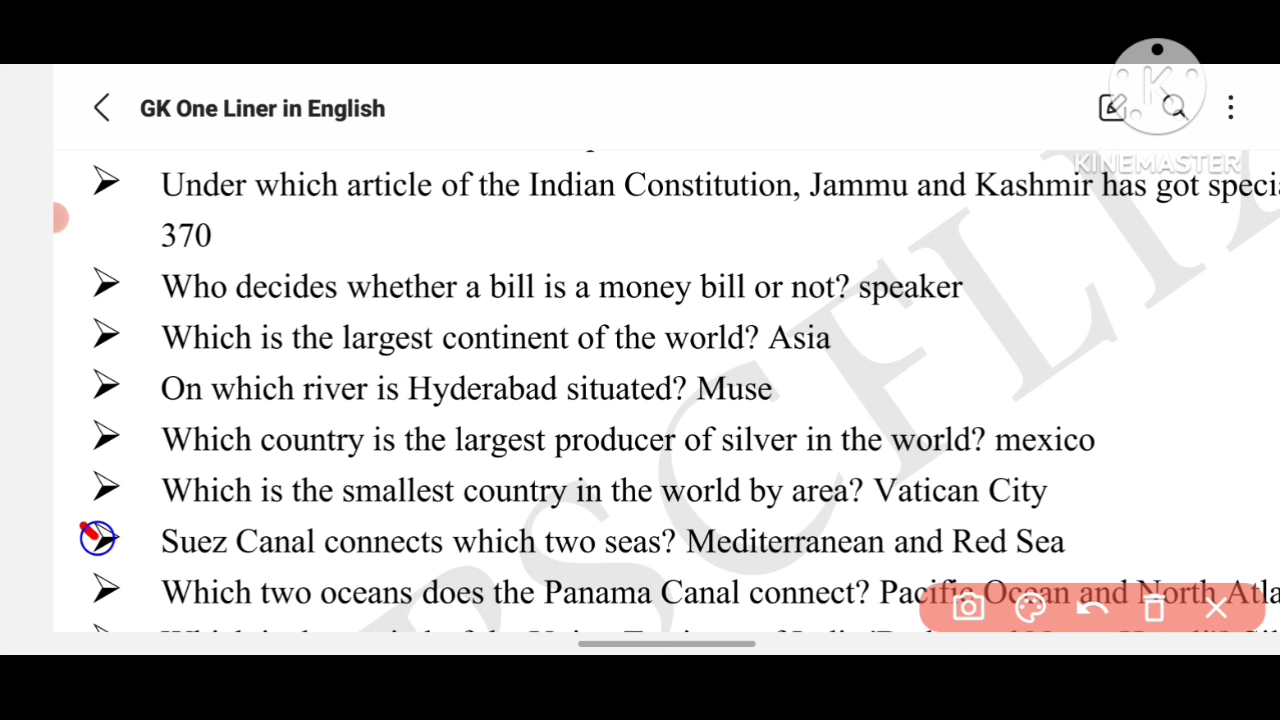 GK One Liner in English
KINEMASTER
Under which article of the Indian Constitution, Jammu and Kashmir has got
370
Who decides whether a bill is a money bill or not? speaker
Which is the largest continent of the world? Asia
On which river is Hyderabad situated? Muse
Which country is the largest producer of silver in the world? mexico
Which is the smallest country in the world by area? Vatican City
Suez Canal connects which two seas? Mediterranean and Red Sea
Which two oceans does the Panama Canal connect? Pacific Ocean and North